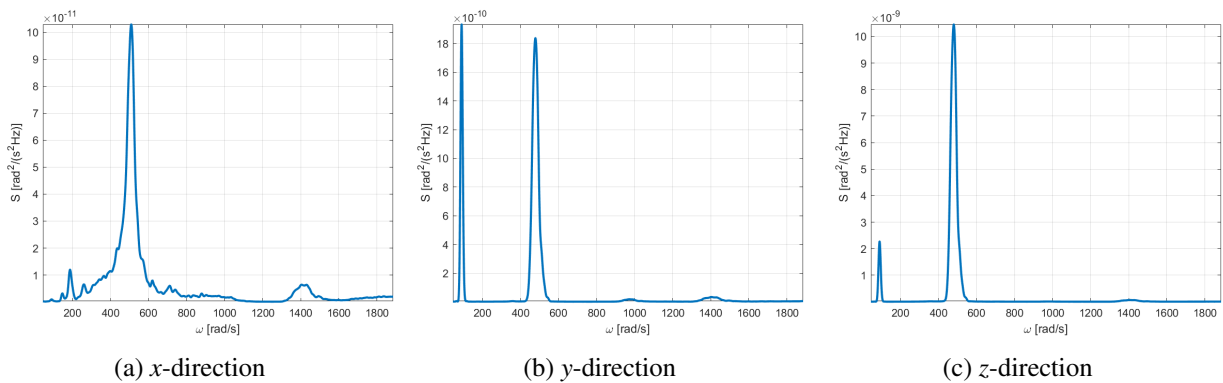 ×10⁻¹¹
10
9
8
7
6
5
4
3
2
1
S [rad²/(s²Hz)]
200 400 600 800 1000 1200 1400 1600 1800
ω [rad/s]
(a) x-direction
×10⁻¹⁰
18
16
14
12
10
8
6
4
2
S [rad²/(s²Hz)]
200 400 600 800 1000 1200 1400 1600 1800
ω [rad/s]
(b) y-direction
×10⁻⁹
10
9
8
7
6
5
4
3
2
1
S [rad²/(s²Hz)]
200 400 600 800 1000 1200 1400 1600 1800
ω [rad/s]
(c) z-direction